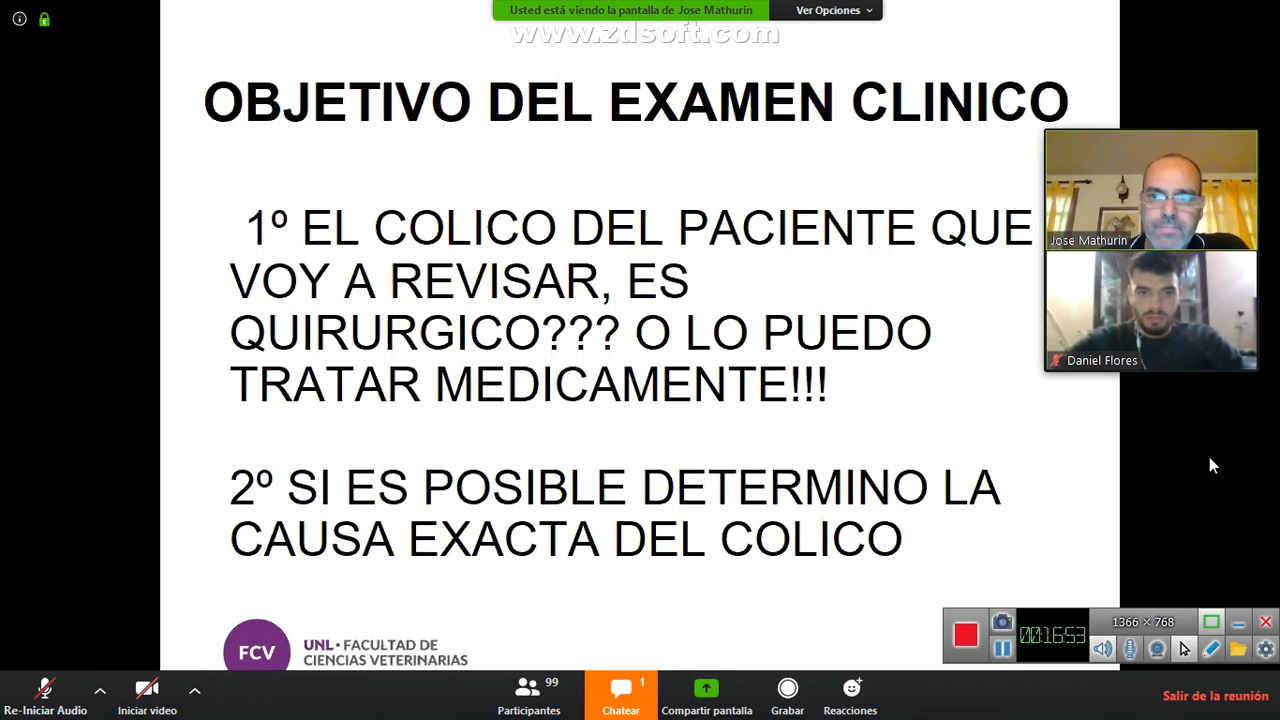 Usted está viendo la pantalla de Jose Mathurin
Ver Opciones
www.zdsoft.com
OBJETIVO DEL EXAMEN CLINICO
1º EL COLICO DEL PACIENTE QUE
VOY A REVISAR, ES
QUIRURGICO??? O LO PUEDO
TRATAR MEDICAMENTE!!!
2º SI ES POSIBLE DETERMINO LA
CAUSA EXACTA DEL COLICO
Jose Mathurin
Daniel Flores
FCV
UNL • FACULTAD DE
CIENCIAS VETERINARIAS
00:16:53
1366 × 768
Re-Iniciar Audio
Iniciar video
99
Participantes
1
Chatear
Compartir pantalla
Grabar
Reacciones
Salir de la reunión